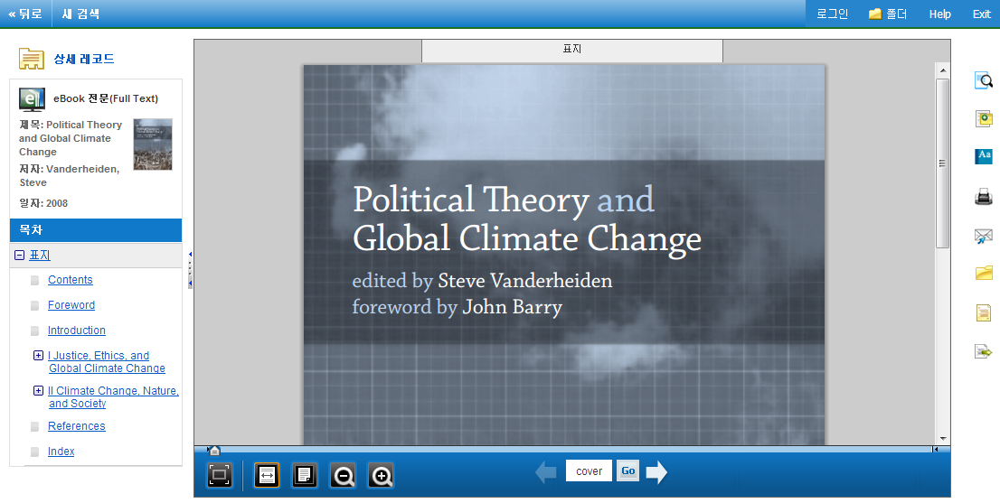 « 뒤로 새 검색 로그인 폴더 Help Exit
상세 레코드
eBook 전문(Full Text)
제목: Political Theory
and Global Climate
Change
저자: Vanderheiden,
Steve
일자: 2008
목차
표지
Contents
Foreword
Introduction
I Justice, Ethics, and
Global Climate Change
II Climate Change, Nature,
and Society
References
Index
표지
Political Theory and
Global Climate Change
edited by Steve Vanderheiden
foreword by John Barry
cover Go
Aa